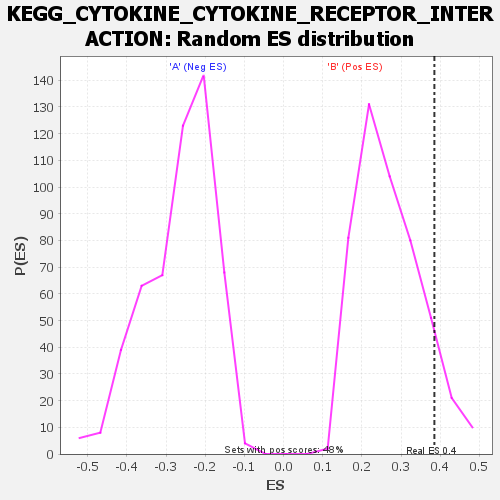 KEGG_CYTOKINE_CYTOKINE_RECEPTOR_INTER
ACTION: Random ES distribution
'A' (Neg ES) 'B' (Pos ES)
140
130
120
110
100
90
80
70
60
50
40
30
20
10
0
P(ES)
Sets with pos scores: 48% Real ES 0.4
-0.5 -0.4 -0.3 -0.2 -0.1 0.0 0.1 0.2 0.3 0.4 0.5
ES